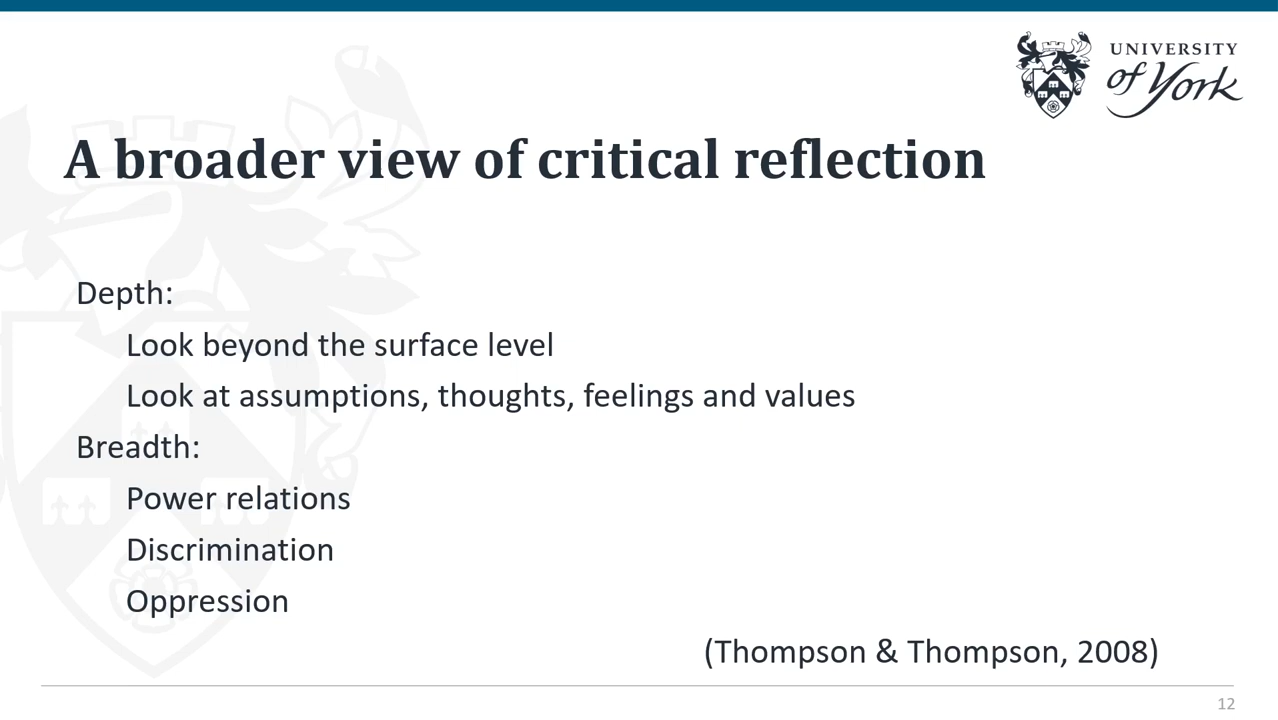 UNIVERSITY
of York
A broader view of critical reflection
Depth:
Look beyond the surface level
Look at assumptions, thoughts, feelings and values
Breadth:
Power relations
Discrimination
Oppression
(Thompson & Thompson, 2008)
12